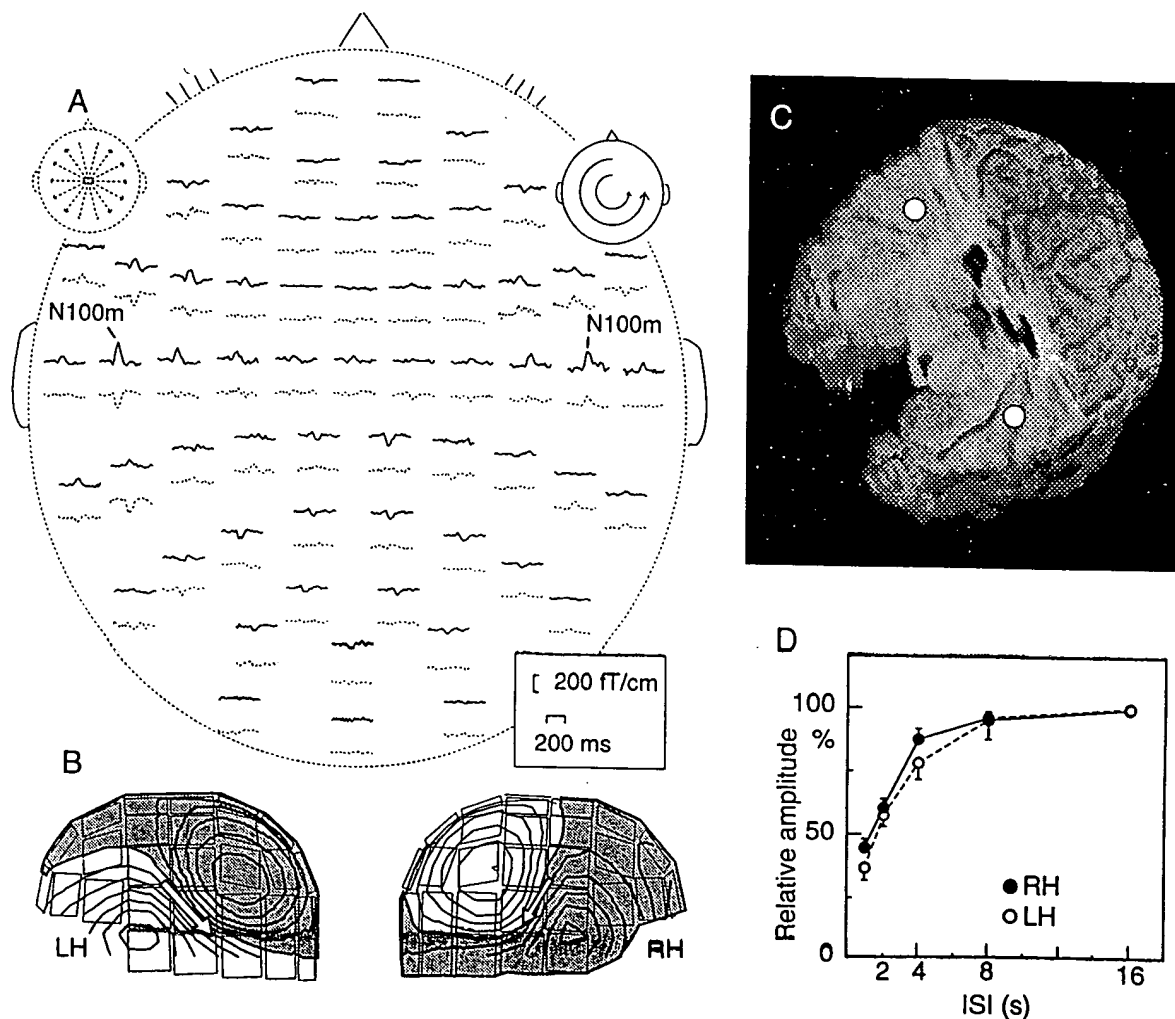 A
N100m
N100m
200 fT/cm
200 ms
B
LH
RH
C
D
Relative amplitude
100
%
50
0
RH
LH
2
4
8
16
ISI (s)